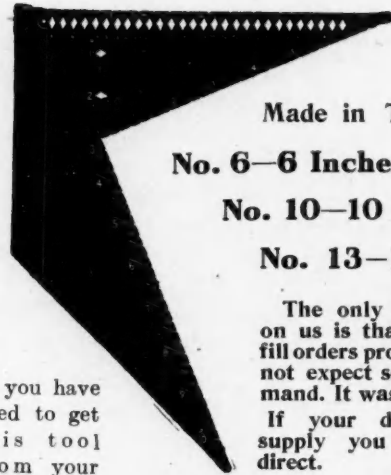 Made in
No. 6—6 Inche
No. 10—10
No. 13—
The only
on us is tha
fill orders pro
not expect s
mand. It was
If your d
supply you
direct.
you have
ed to get
is tool
om your